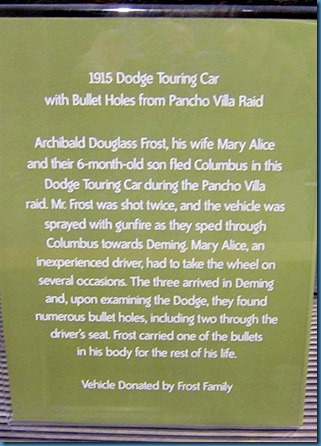 1915 Dodge Touring Car
with Bullet Holes from Pancho Villa Raid
Archibald Douglass Frost, his wife Mary Alice
and their 6-month-old son fled Columbus in this
Dodge Touring Car during the Pancho Villa
raid. Mr. Frost was shot twice, and the vehicle was
sprayed with gunfire as they sped through
Columbus towards Deming. Mary Alice, an
inexperienced driver, had to take the wheel on
several occasions. The three arrived in Deming
and, upon examining the Dodge, they found
numerous bullet holes, including two through the
driver's seat. Frost carried one of the bullets
in his body for the rest of his life.
Vehicle Donated by Frost Family